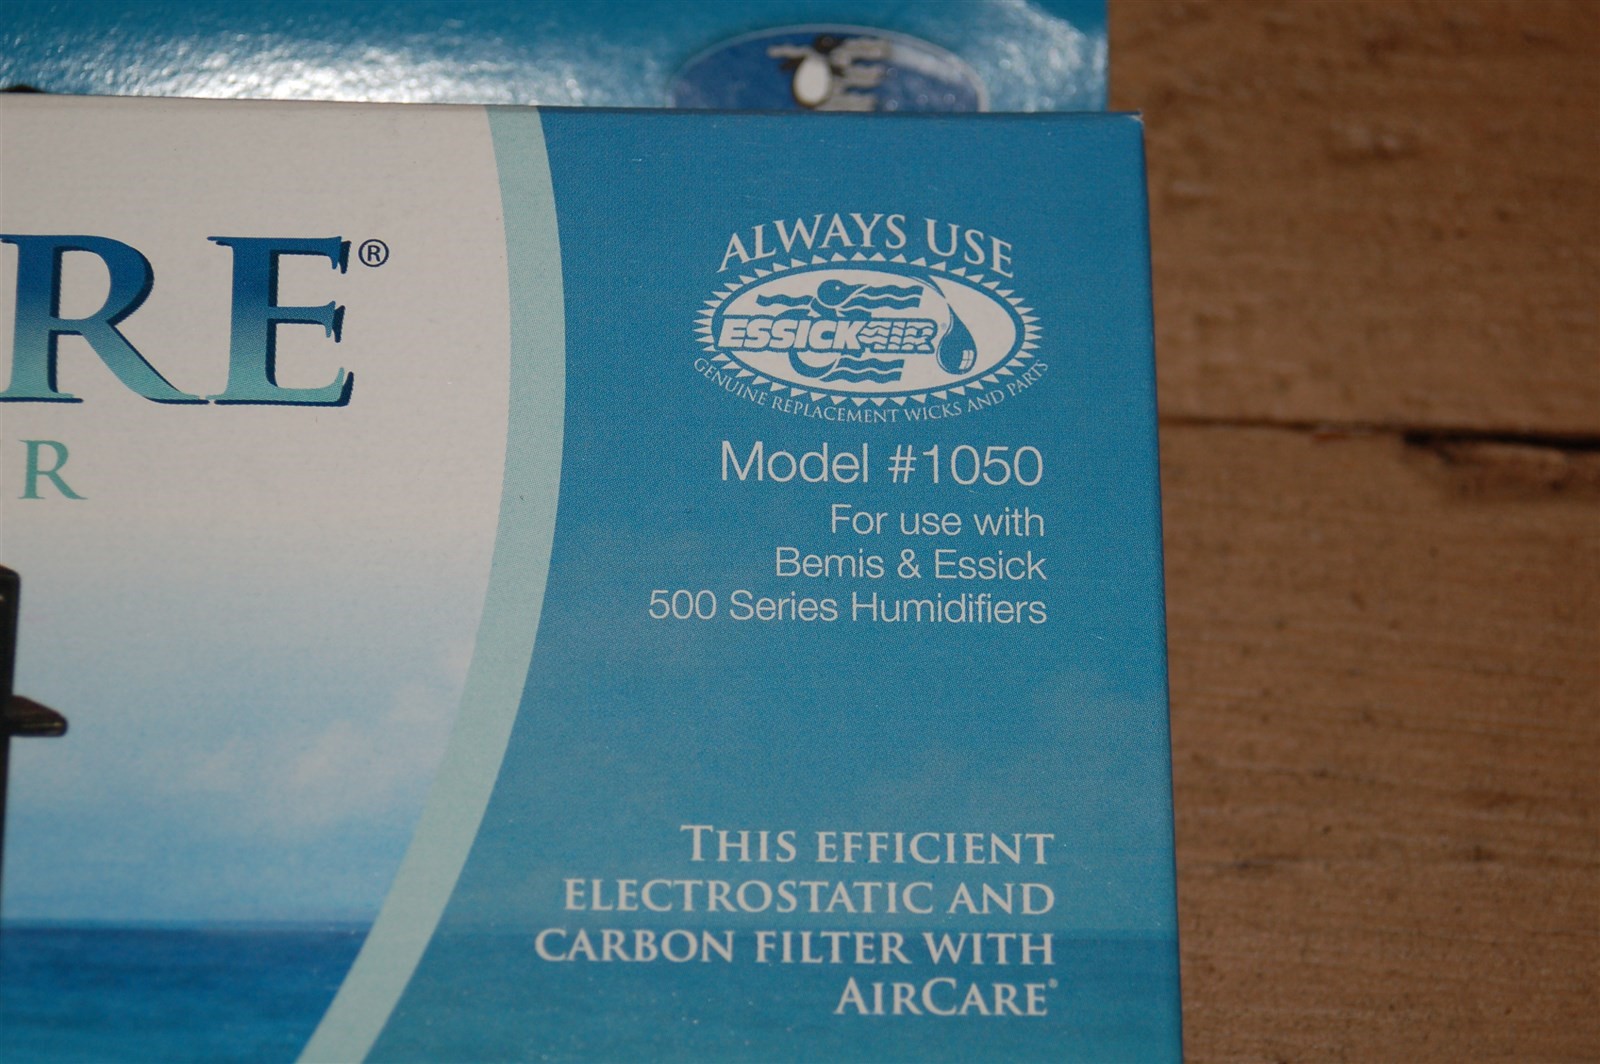 RE®
R
ALWAYS USE
ESSICK AIR®
GENUINE REPLACEMENT WICKS AND PARTS
Model #1050
For use with
Bemis & Essick
500 Series Humidifiers
THIS EFFICIENT
ELECTROSTATIC AND
CARBON FILTER WITH
AIRCARE®